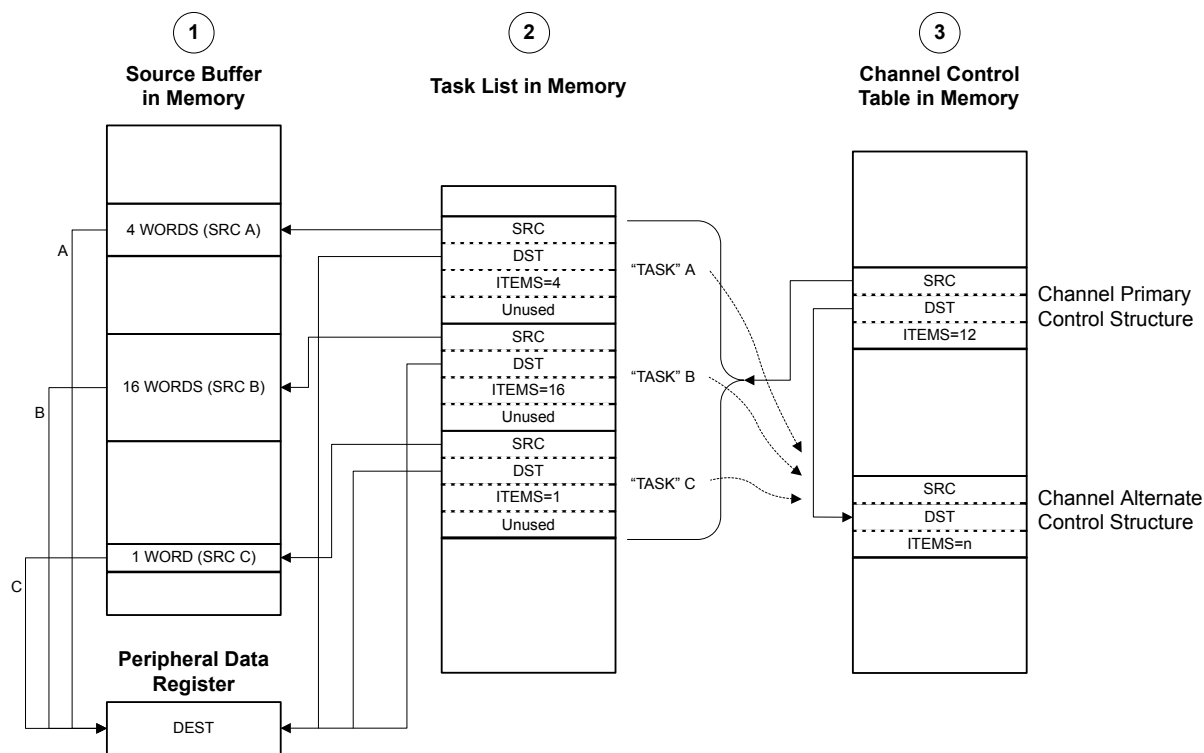 1
2
3
Source Buffer
in Memory
Task List in Memory
Channel Control
Table in Memory
4 WORDS (SRC A)
16 WORDS (SRC B)
1 WORD (SRC C)
A
B
C
Peripheral Data
Register
DEST
SRC
DST
ITEMS=4
Unused
SRC
DST
ITEMS=16
Unused
SRC
DST
ITEMS=1
Unused
“TASK” A
“TASK” B
“TASK” C
SRC
DST
ITEMS=12
Channel Primary
Control Structure
SRC
DST
ITEMS=n
Channel Alternate
Control Structure